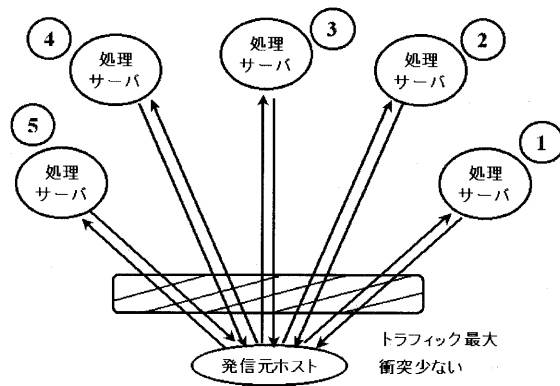 3
4
処理
サーバ
2
処理
サーバ
処理
サーバ
5
1
処理
サーバ
処理
サーバ
トラフィック最大
発信元ホスト
衝突少ない